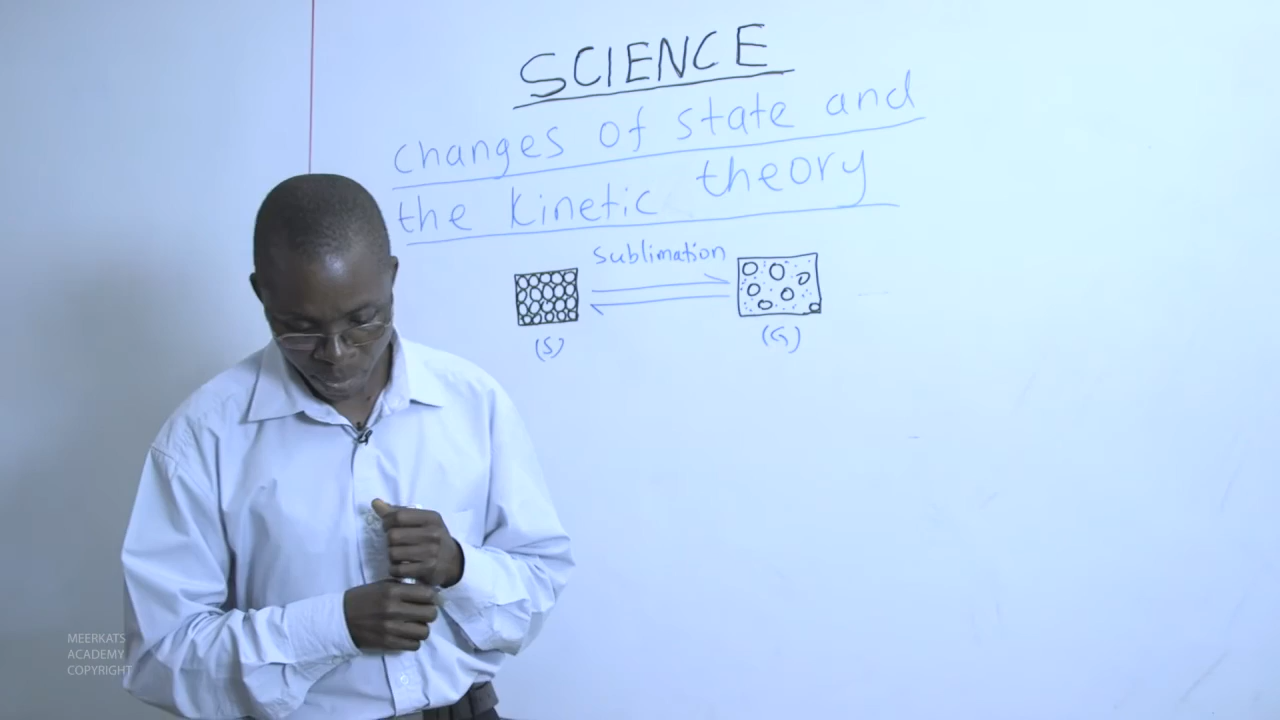 SCIENCE
changes of state and
the kinetic theory
sublimation
(S)
(G)
MEERKATS
ACADEMY
COPYRIGHT